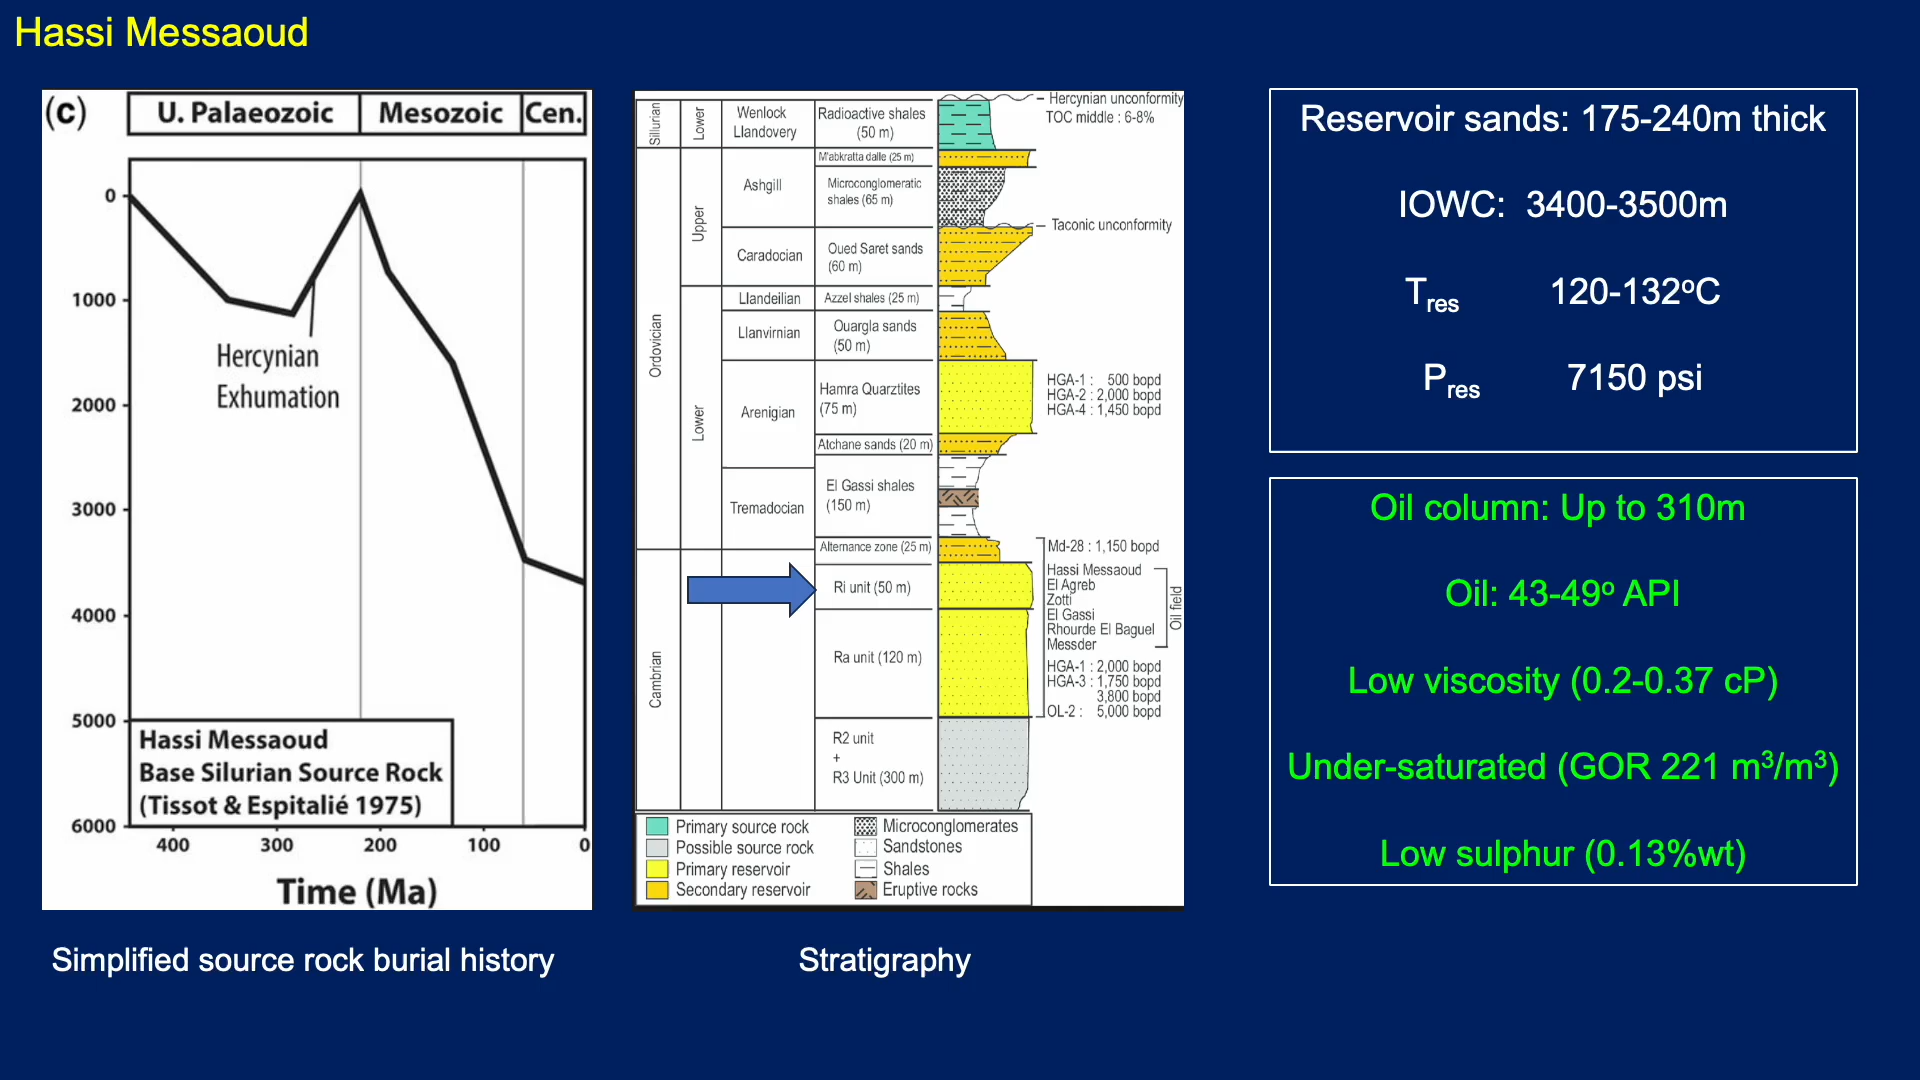 Hassi Messaoud
(c)
U. Palaeozoic Mesozoic Cen.
0
1000
2000
3000
4000
5000
6000
Hercynian
Exhumation
Hassi Messaoud
Base Silurian Source Rock
(Tissot & Espitalié 1975)
400 300 200 100 0
Time (Ma)
Simplified source rock burial history
Sillurian
Lower
Wenlock
Llandovery
Radioactive shales
(50 m)
Hercynian unconformity
TOC middle : 6-8%
Ordovician
Upper
Ashgill
M'abkratta dalle (25 m)
Microconglomeratic
shales (65 m)
Taconic unconformity
Caradocian
Oued Saret sands
(60 m)
Lower
Llandeilian
Azzel shales (25 m)
Llanvirnian
Ouargla sands
(50 m)
Arenigian
Hamra Quartztites
(75 m)
HGA-1 : 500 bopd
HGA-2 : 2,000 bopd
HGA-4 : 1,450 bopd
Atchane sands (20 m)
Tremadocian
El Gassi shales
(150 m)
Alternance zone (25 m)
Md-28 : 1,150 bopd
Cambrian
Ri unit (50 m)
Hassi Messaoud
El Agreb
Zotti
El Gassi
Rhourde El Baguel
Messder
Oil field
Ra unit (120 m)
HGA-1 : 2,000 bopd
HGA-3 : 1,750 bopd
3,800 bopd
OL-2 : 5,000 bopd
R2 unit
+
R3 Unit (300 m)
Primary source rock
Possible source rock
Primary reservoir
Secondary reservoir
Microconglomerates
Sandstones
Shales
Eruptive rocks
Stratigraphy
Reservoir sands: 175-240m thick
IOWC: 3400-3500m
Tres 120-132ºC
Pres 7150 psi
Oil column: Up to 310m
Oil: 43-49º API
Low viscosity (0.2-0.37 cP)
Under-saturated (GOR 221 m³/m³)
Low sulphur (0.13%wt)